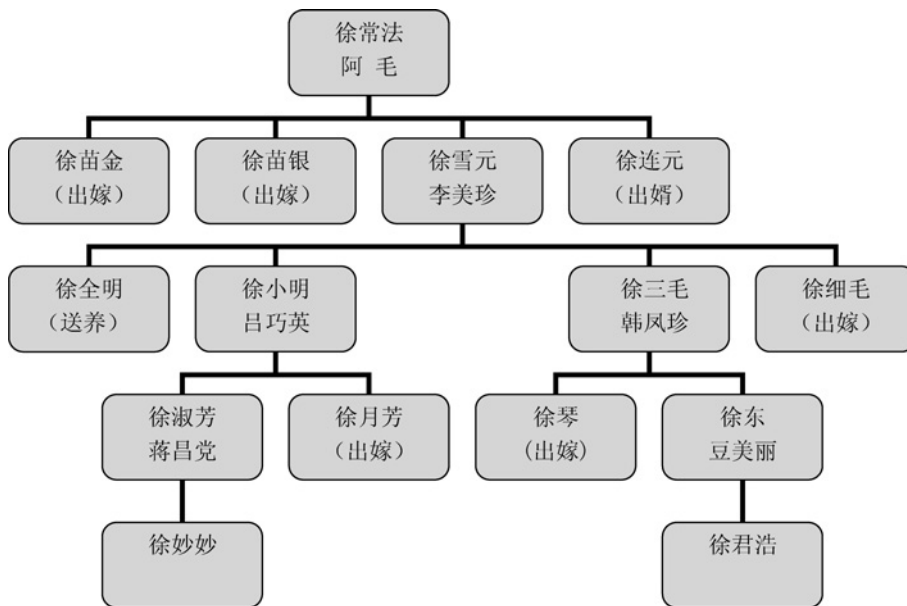 徐常法
阿 毛
徐苗金
（出嫁）
徐苗银
（出嫁）
徐雪元
李美珍
徐连元
（出婿）
徐全明
（送养）
徐小明
吕巧英
徐三毛
韩凤珍
徐细毛
（出嫁）
徐淑芳
蒋昌党
徐月芳
（出嫁）
徐琴
(出嫁)
徐东
豆美丽
徐妙妙
徐君浩